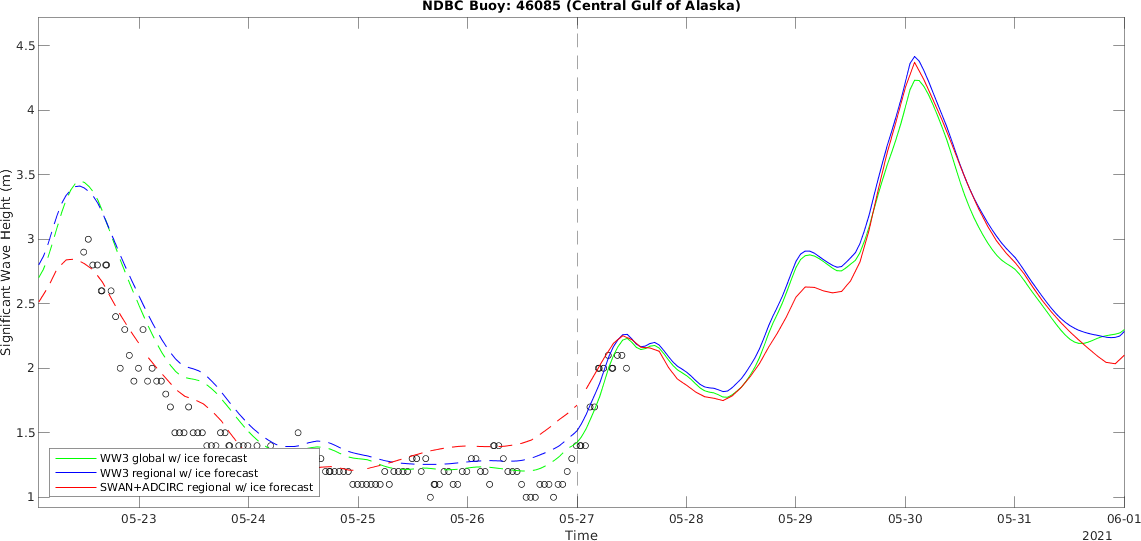 NDBC Buoy: 46085 (Central Gulf of Alaska)
Significant Wave Height (m)
4.5
4
3.5
3
2.5
2
1.5
1
WW3 global w/ ice forecast
WW3 regional w/ ice forecast
SWAN+ADCIRC regional w/ ice forecast
05-23 05-24 05-25 05-26 05-27 05-28 05-29 05-30 05-31 06-01
Time
2021